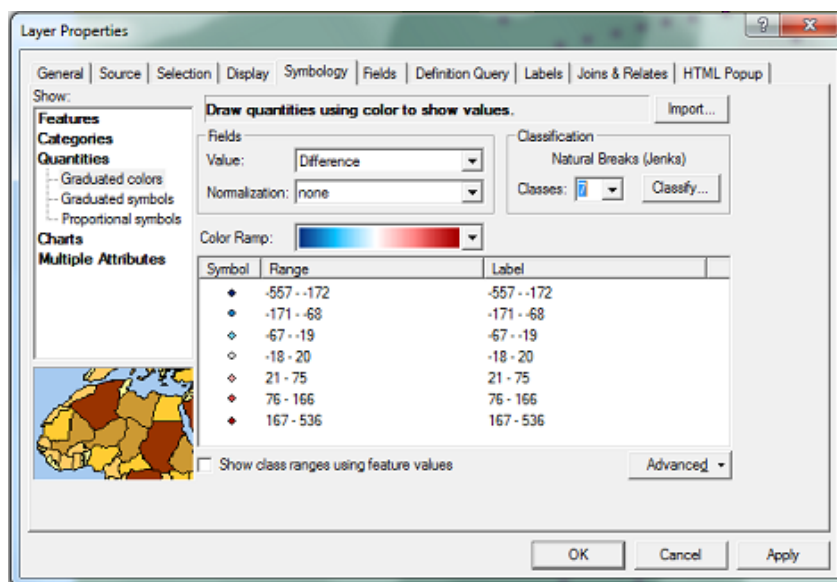 Layer Properties
General Source Selection Display Symbology Fields Definition Query Labels Joins & Relates HTML Popup
Show:
Features
Categories
Quantities
Graduated colors
Graduated symbols
Proportional symbols
Charts
Multiple Attributes
Draw quantities using color to show values.
Import...
Fields
Value: Difference
Normalization: none
Classification
Natural Breaks (Jenks)
Classes: 7 Classify...
Color Ramp:
Symbol Range Label
-557 - -172 -557 - -172
-171 - -68 -171 - -68
-67 - -19 -67 - -19
-18 - 20 -18 - 20
21 - 75 21 - 75
76 - 166 76 - 166
167 - 536 167 - 536
Show class ranges using feature values
Advanced
OK Cancel Apply